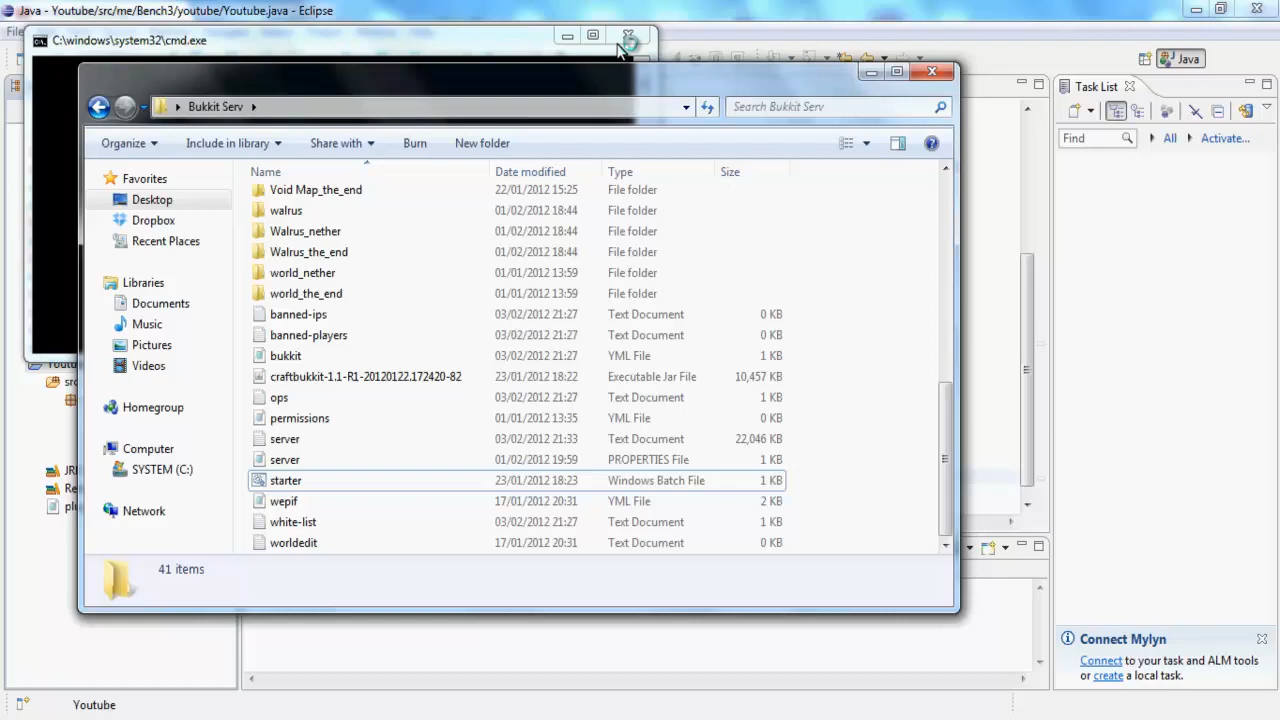 Java - Youtube/src/me/Bench3/youtube/Youtube.java - Eclipse
C:\windows\system32\cmd.exe
Java
Bukkit Serv
Search Bukkit Serv
Task List
Organize
Include in library
Share with
Burn
New folder
Find
All
Activate...
Favorites
Desktop
Dropbox
Recent Places
Libraries
Documents
Music
Pictures
Videos
Homegroup
Computer
SYSTEM (C:)
Network
Name Date modified Type Size
Void Map_the_end 22/01/2012 15:25 File folder
walrus 01/02/2012 18:44 File folder
Walrus_nether 01/02/2012 18:44 File folder
Walrus_the_end 01/02/2012 18:44 File folder
world_nether 01/01/2012 13:59 File folder
world_the_end 01/01/2012 13:59 File folder
banned-ips 03/02/2012 21:27 Text Document 0 KB
banned-players 03/02/2012 21:27 Text Document 0 KB
bukkit 03/02/2012 21:27 YML File 1 KB
craftbukkit-1.1-R1-20120122.172420-82 23/01/2012 18:22 Executable Jar File 10,457 KB
ops 03/02/2012 21:27 Text Document 1 KB
permissions 01/01/2012 13:35 YML File 0 KB
server 03/02/2012 21:33 Text Document 22,046 KB
server 01/02/2012 19:59 PROPERTIES File 1 KB
starter 23/01/2012 18:23 Windows Batch File 1 KB
wepif 17/01/2012 20:31 YML File 2 KB
white-list 03/02/2012 21:27 Text Document 1 KB
worldedit 17/01/2012 20:31 Text Document 0 KB
41 items
Connect Mylyn
Connect to your task and ALM tools
or create a local task.
Youtube